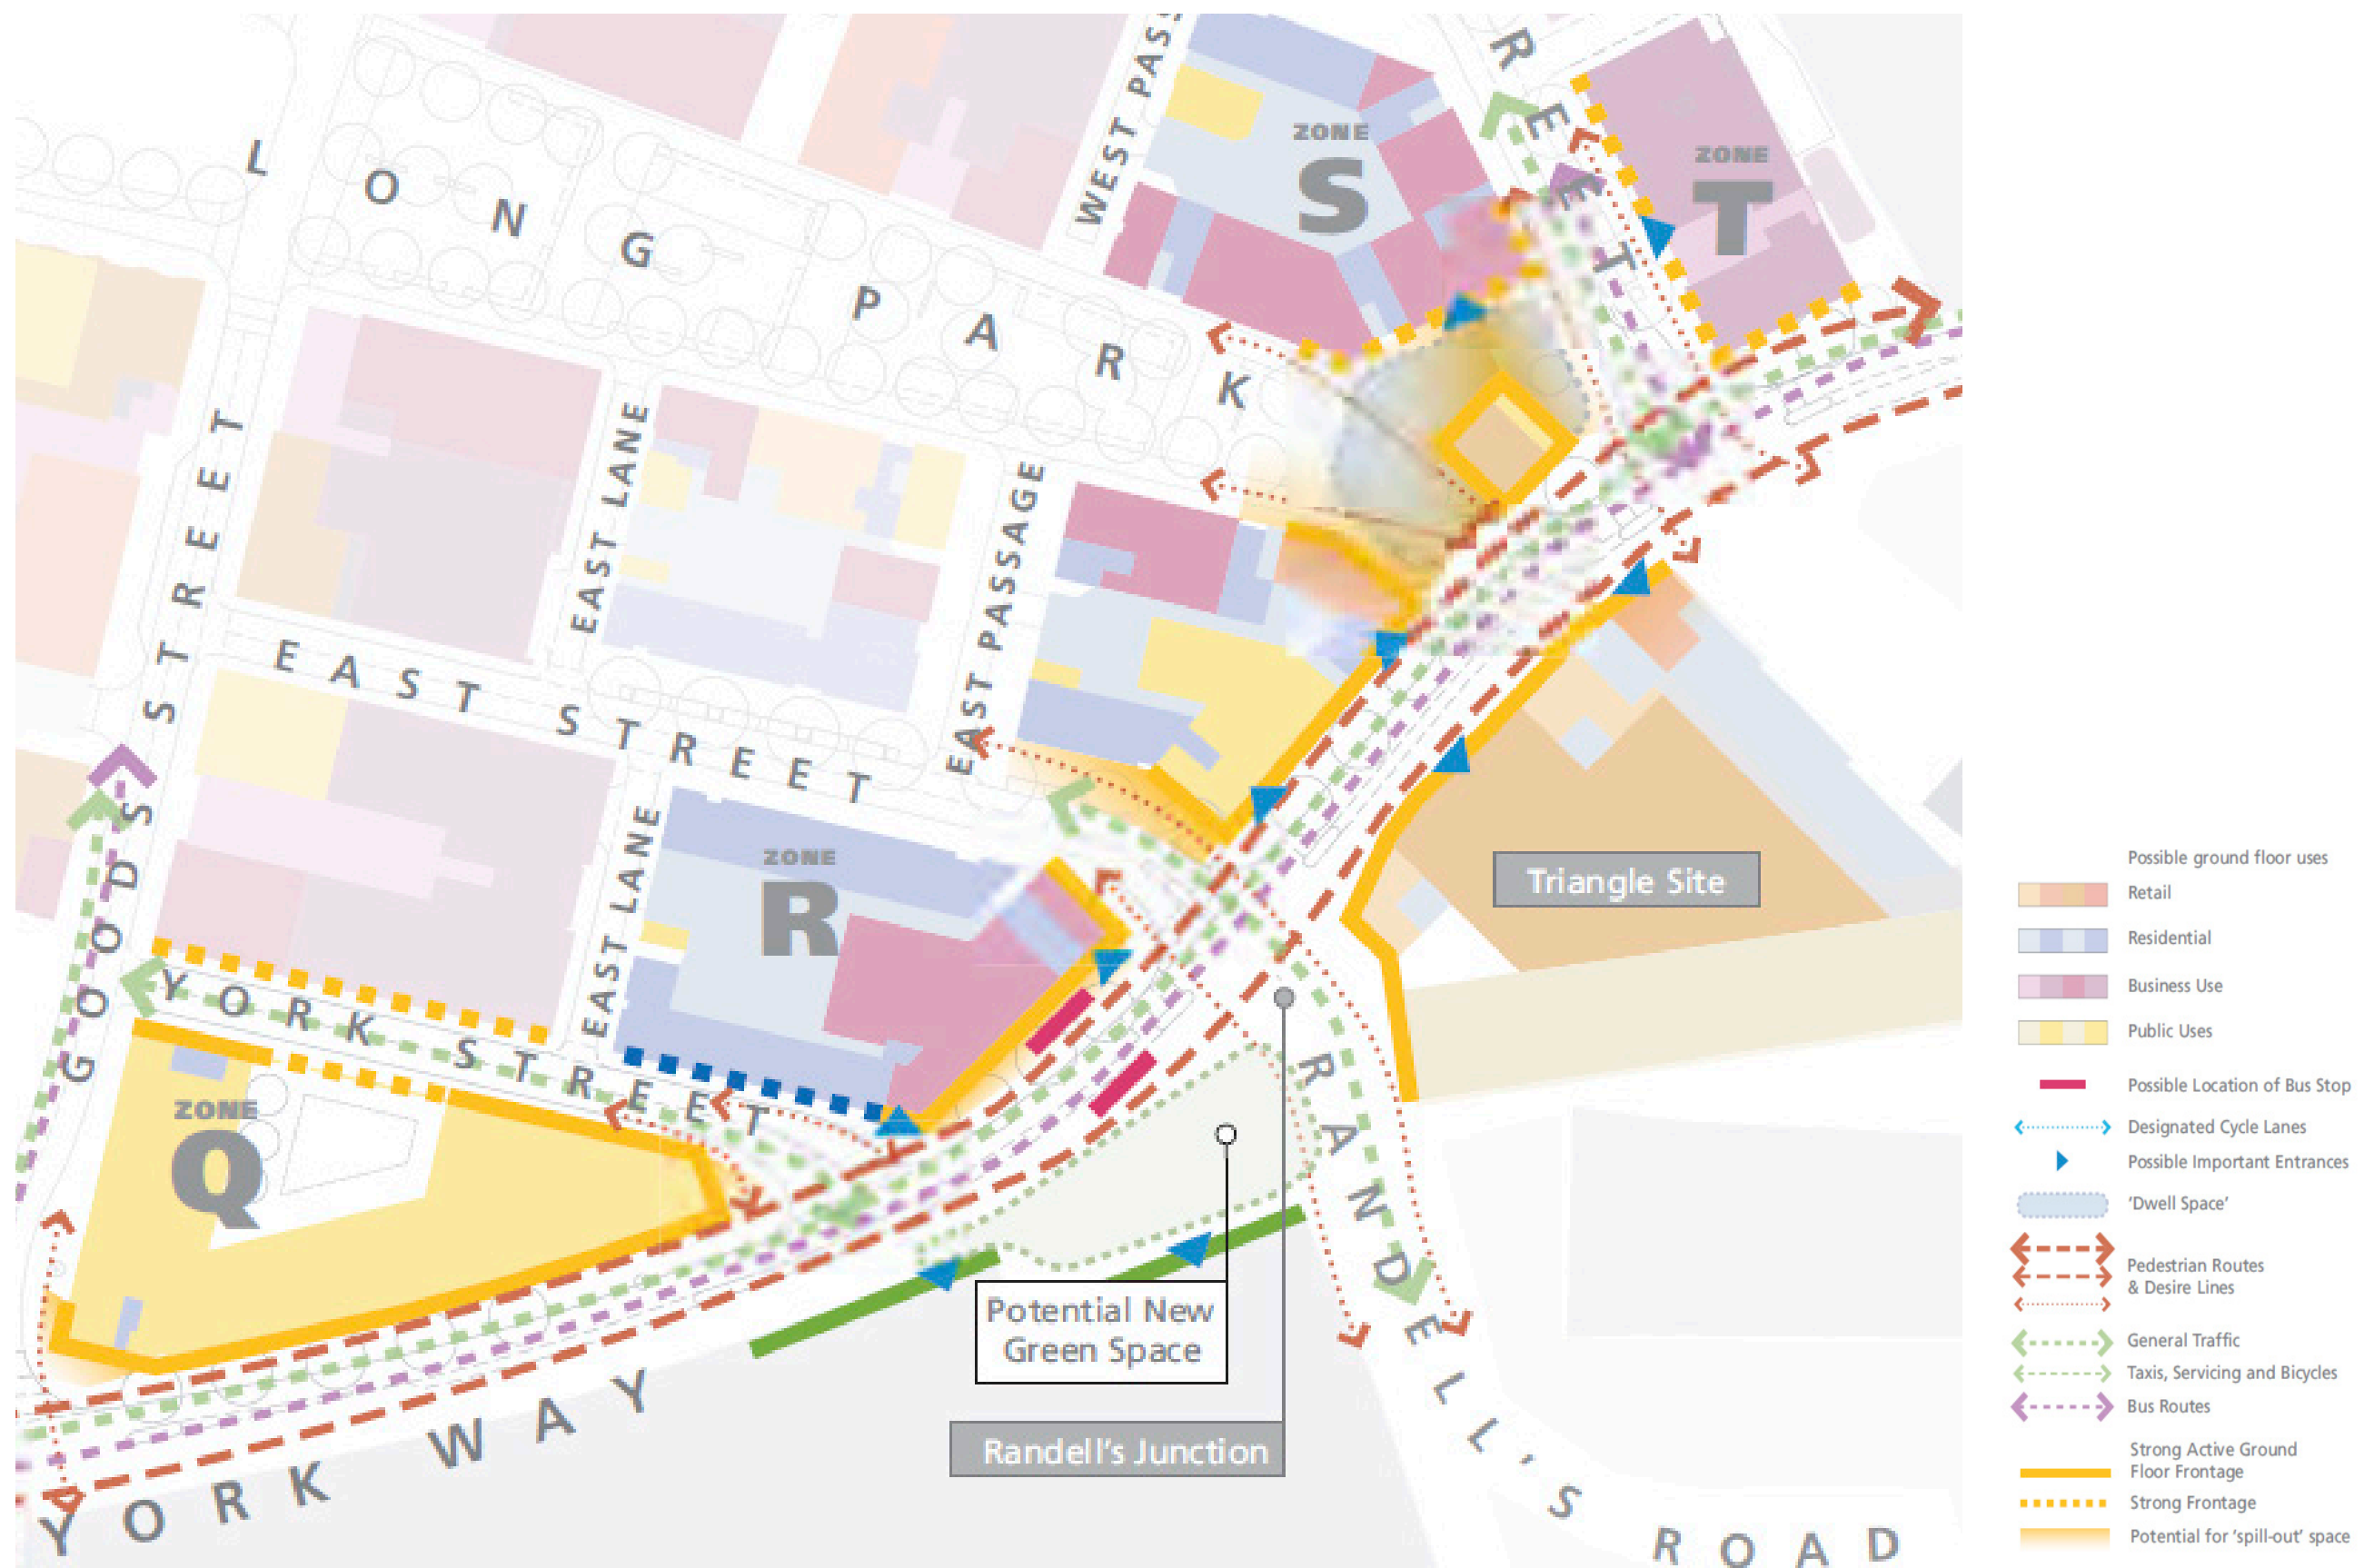 LONG PARK
WEST PASS
REET
ZONE
S
ZONE
T
GOODS STREET
EAST LANE
EAST PASSAGE
EAST STREET
EAST LANE
ZONE
R
Triangle Site
YORK STREET
ZONE
Q
Potential New
Green Space
Randell's Junction
YORK WAY
RANDELL'S ROAD
Possible ground floor uses
Retail
Residential
Business Use
Public Uses
Possible Location of Bus Stop
Designated Cycle Lanes
Possible Important Entrances
'Dwell Space'
Pedestrian Routes
& Desire Lines
General Traffic
Taxis, Servicing and Bicycles
Bus Routes
Strong Active Ground
Floor Frontage
Strong Frontage
Potential for 'spill-out' space